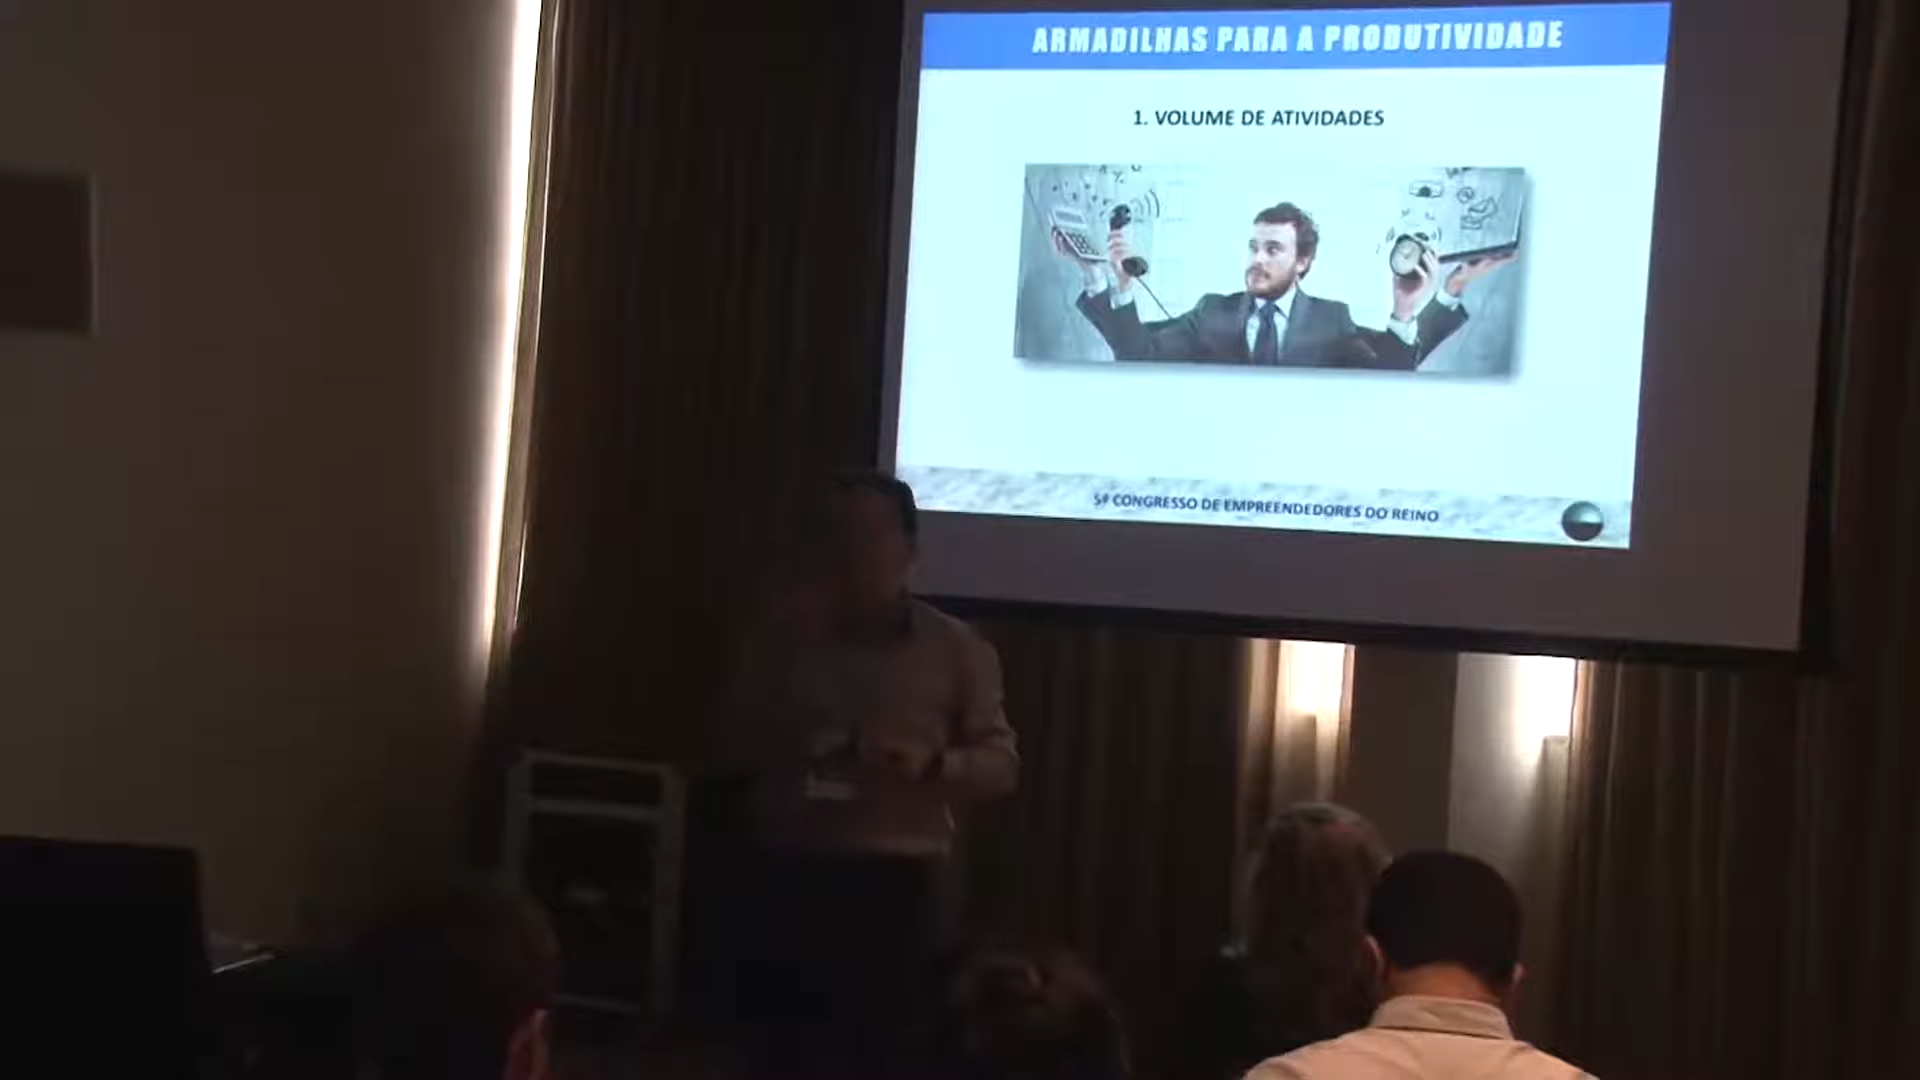 ARMADILHAS PARA A PRODUTIVIDADE
1. VOLUME DE ATIVIDADES
5º CONGRESSO DE EMPREENDEDORES DO REINO